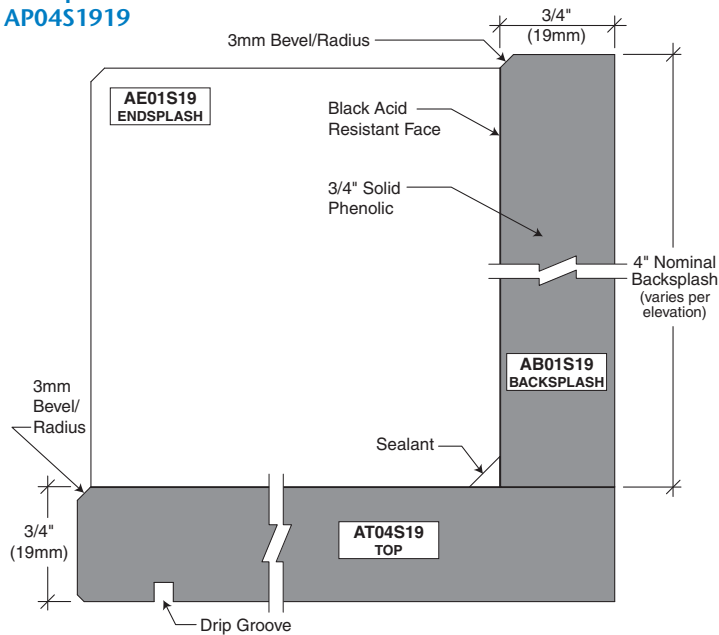 AP04S1919
3/4"
(19mm)
3mm Bevel/Radius
AE01S19
ENDSPLASH
Black Acid
Resistant Face
3/4" Solid
Phenolic
4" Nominal
Backsplash
(varies per
elevation)
AB01S19
BACKSPLASH
3mm
Bevel/
Radius
Sealant
3/4"
(19mm)
AT04S19
TOP
Drip Groove